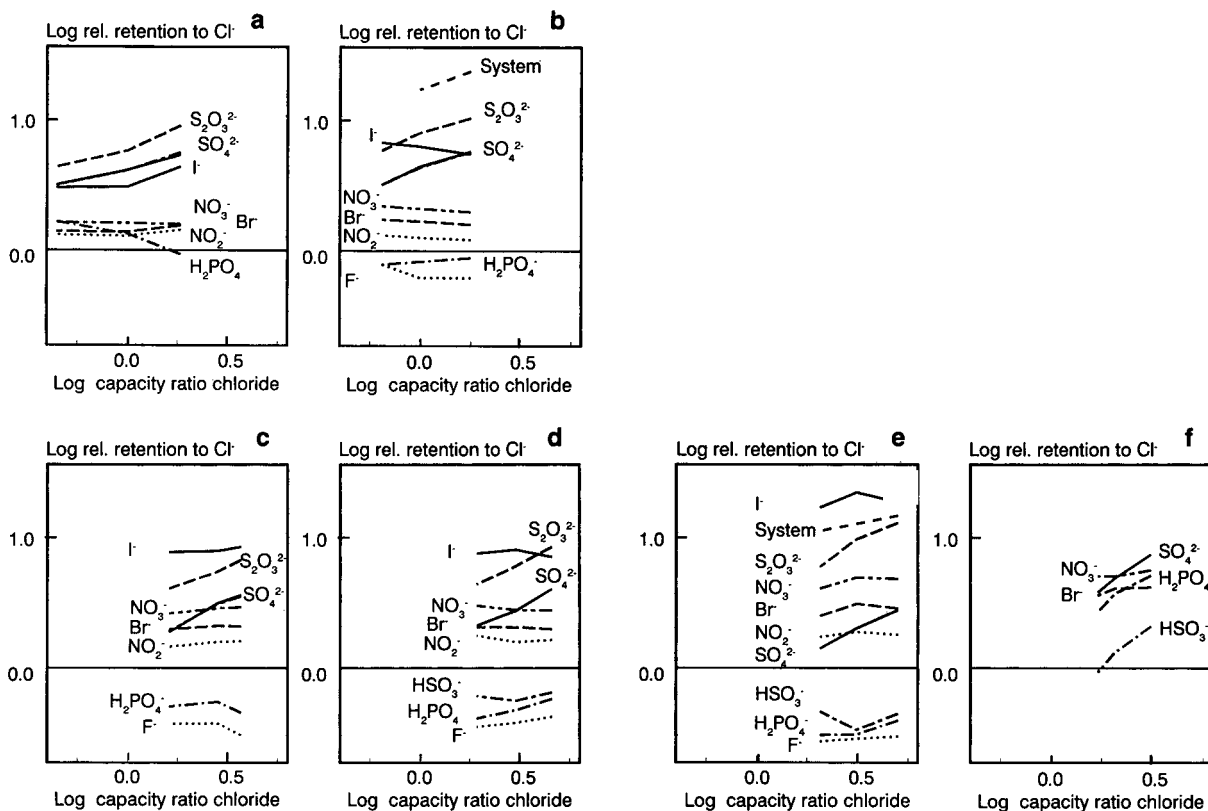 a
Log rel. retention to Cl⁻
1.0
0.0
S₂O₃²⁻
SO₄²⁻
I⁻
NO₃⁻
Br⁻
NO₂⁻
H₂PO₄
0.0 0.5
Log capacity ratio chloride
b
Log rel. retention to Cl⁻
1.0
0.0
System
S₂O₃²⁻
I⁻
SO₄²⁻
NO₃⁻
Br⁻
NO₂⁻
H₂PO₄⁻
F⁻
0.0 0.5
Log capacity ratio chloride
c
Log rel. retention to Cl⁻
1.0
0.0
I⁻
S₂O₃²⁻
SO₄²⁻
NO₃⁻
Br⁻
NO₂⁻
H₂PO₄⁻
F⁻
0.0 0.5
Log capacity ratio chloride
d
Log rel. retention to Cl⁻
S₂O₃²⁻
I⁻
SO₄²⁻
NO₃⁻
Br⁻
NO₂⁻
HSO₃⁻
H₂PO₄⁻
F⁻
0.0 0.5
Log capacity ratio chloride
e
Log rel. retention to Cl⁻
1.0
0.0
I⁻
System
S₂O₃²⁻
NO₃⁻
Br⁻
NO₂⁻
SO₄²⁻
HSO₃⁻
H₂PO₄⁻
F⁻
0.0 0.5
Log capacity ratio chloride
f
Log rel. retention to Cl⁻
1.0
0.0
SO₄²⁻
NO₃⁻
H₂PO₄⁻
Br⁻
HSO₃⁻
0.0 0.5
Log capacity ratio chloride